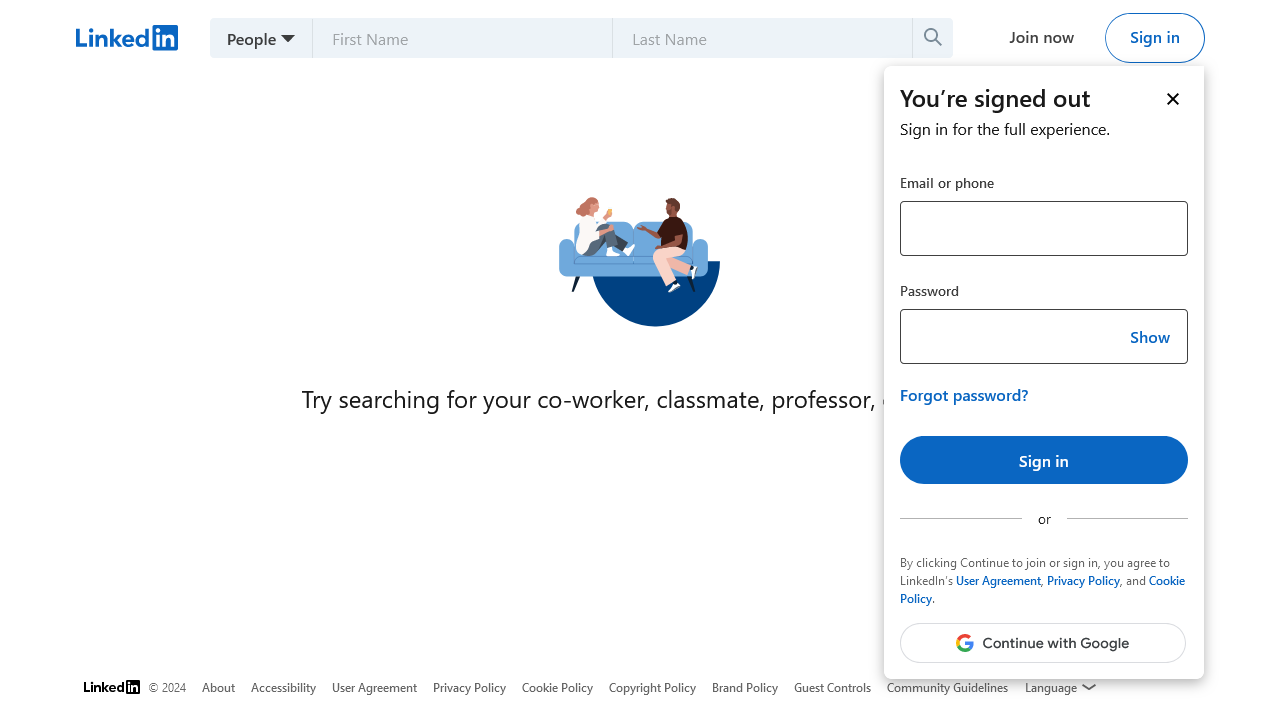 LinkedIn
People
First Name
Last Name
Join now
Sign in
You’re signed out
Sign in for the full experience.
Email or phone
Password
Show
Forgot password?
Sign in
or
By clicking Continue to join or sign in, you agree to
LinkedIn’s User Agreement, Privacy Policy, and Cookie
Policy.
Continue with Google
Try searching for your co-worker, classmate, professor,
LinkedIn © 2024 About Accessibility User Agreement Privacy Policy Cookie Policy Copyright Policy Brand Policy Guest Controls Community Guidelines Language